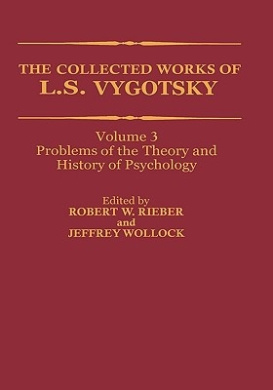 THE COLLECTED WORKS OF
L.S. VYGOTSKY
Volume 3
Problems of the Theory and
History of Psychology
Edited by
ROBERT W. RIEBER
and
JEFFREY WOLLOCK